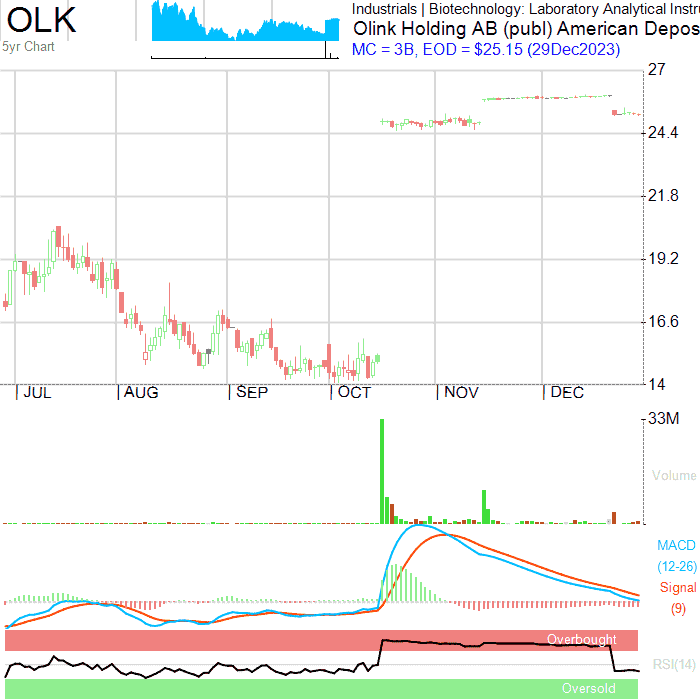 OLK
5yr Chart
Industrials | Biotechnology: Laboratory Analytical Instru
Olink Holding AB (publ) American Depos
MC = 3B, EOD = $25.15 (29Dec2023)
27
24.4
21.8
19.2
16.6
14
JUL AUG SEP OCT NOV DEC
33M
Volume
MACD
(12-26)
Signal
(9)
Overbought
RSI(14)
Oversold